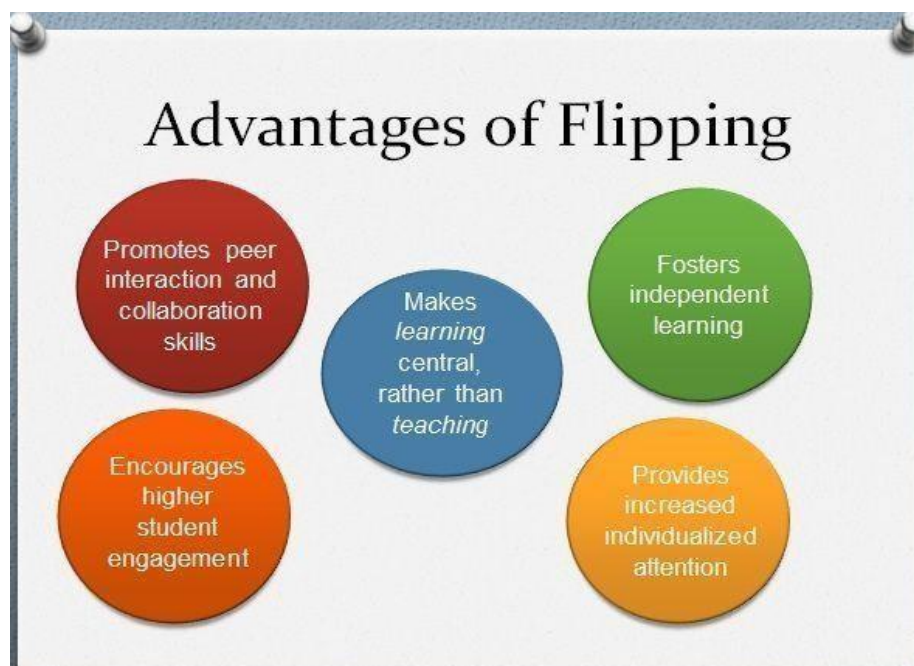 Advantages of Flipping
Promotes peer
interaction and
collaboration
skills
Makes
learning
central,
rather than
teaching
Fosters
independent
learning
Encourages
higher
student
engagement
Provides
increased
individualized
attention